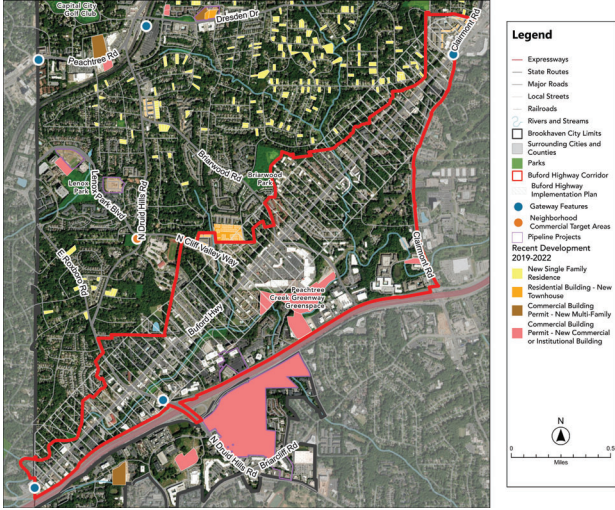 Capital City
Golf Club
Dresden Dr
Peachtree Rd
Clairmont Rd
Briarwood Rd
Briarwood
Park
Lenox
Park
Lenox Park Blvd
N Druid Hills Rd
N Cliff Valley Way
E Roxboro Rd
Clairmont Rd
Peachtree
Creek Greenway
Greenspace
Buford Hwy
N Druid Hills Rd
Briarcliff Rd
Legend
Expressways
State Routes
Major Roads
Local Streets
Railroads
Rivers and Streams
Brookhaven City Limits
Surrounding Cities and
Counties
Parks
Buford Highway Corridor
Buford Highway
Implementation Plan
Gateway Features
Neighborhood
Commercial Target Areas
Pipeline Projects
Recent Development
2019-2022
New Single Family
Residence
Residential Building - New
Townhouse
Commercial Building
Permit - New Multi-Family
Commercial Building
Permit - New Commercial
or Institutional Building
N
0 0.5
Miles